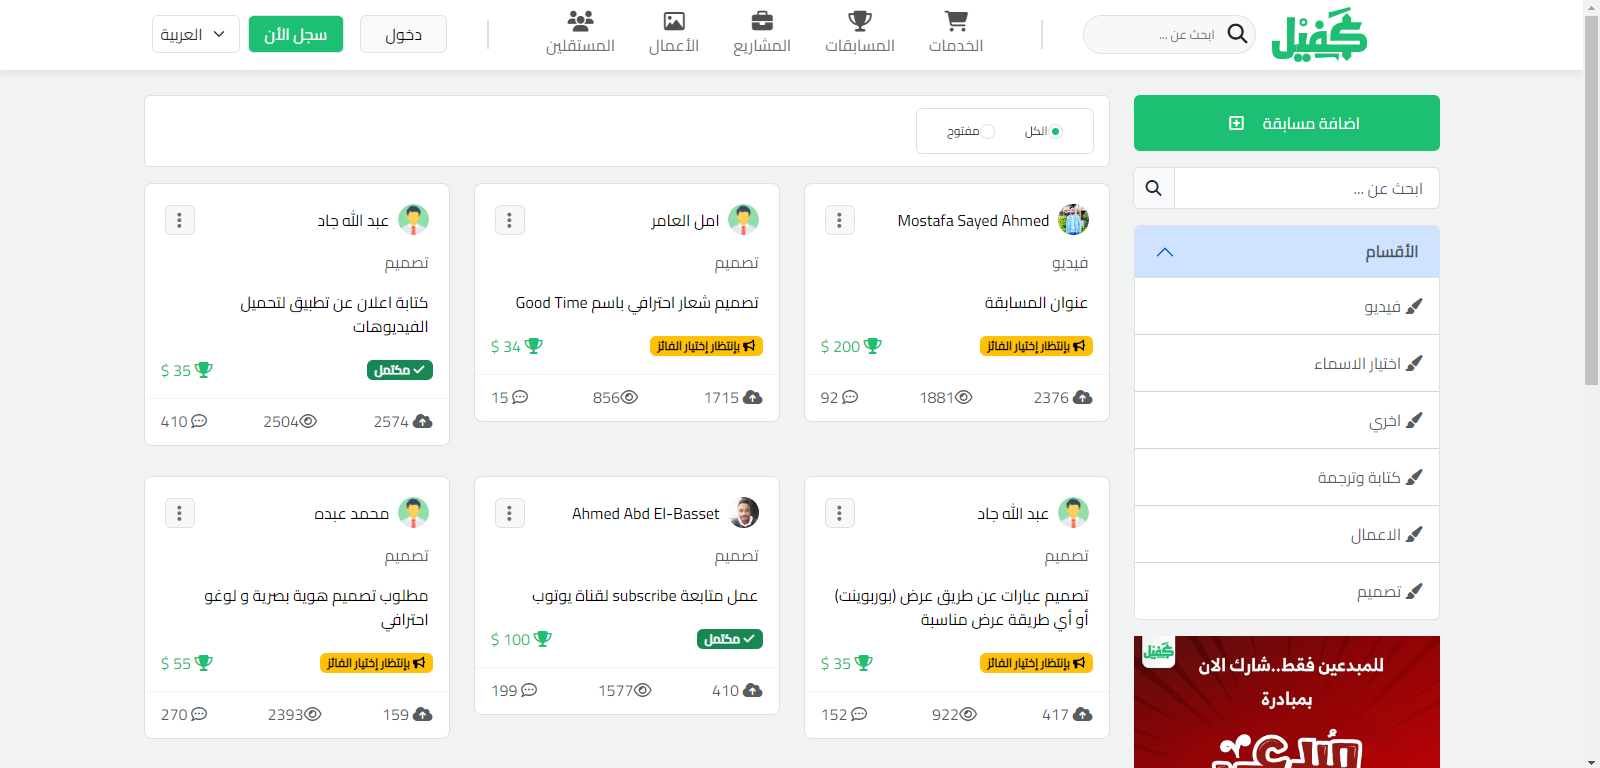 كفيل
ابحث عن ...
الخدمات
المسابقات
المشاريع
الأعمال
المستقلين
دخول
سجل الأن
العربية
اضافة مسابقة
ابحث عن ...
الأقسام
فيديو
اختيار الاسماء
اخري
كتابة وترجمة
الاعمال
تصميم
كفيل
للمبدعين فقط..شارك الان
بمبادرة
الكل
مفتوح
Mostafa Sayed Ahmed
فيديو
عنوان المسابقة
بإنتظار إختيار الفائز
$ 200
2376
1881
92
امل العامر
تصميم
تصميم شعار احترافي باسم Good Time
بإنتظار إختيار الفائز
$ 34
1715
856
15
عبد الله جاد
تصميم
كتابة اعلان عن تطبيق لتحميل
الفيديوهات
مكتمل
$ 35
2574
2504
410
عبد الله جاد
تصميم
تصميم عبارات عن طريق عرض (بوربوينت)
أو أي طريقة عرض مناسبة
بإنتظار إختيار الفائز
$ 35
417
922
152
Ahmed Abd El-Basset
تصميم
عمل متابعة subscribe لقناة يوتوب
مكتمل
$ 100
410
1577
199
محمد عبده
تصميم
مطلوب تصميم هوية بصرية و لوغو
احترافي
بإنتظار إختيار الفائز
$ 55
159
2393
270